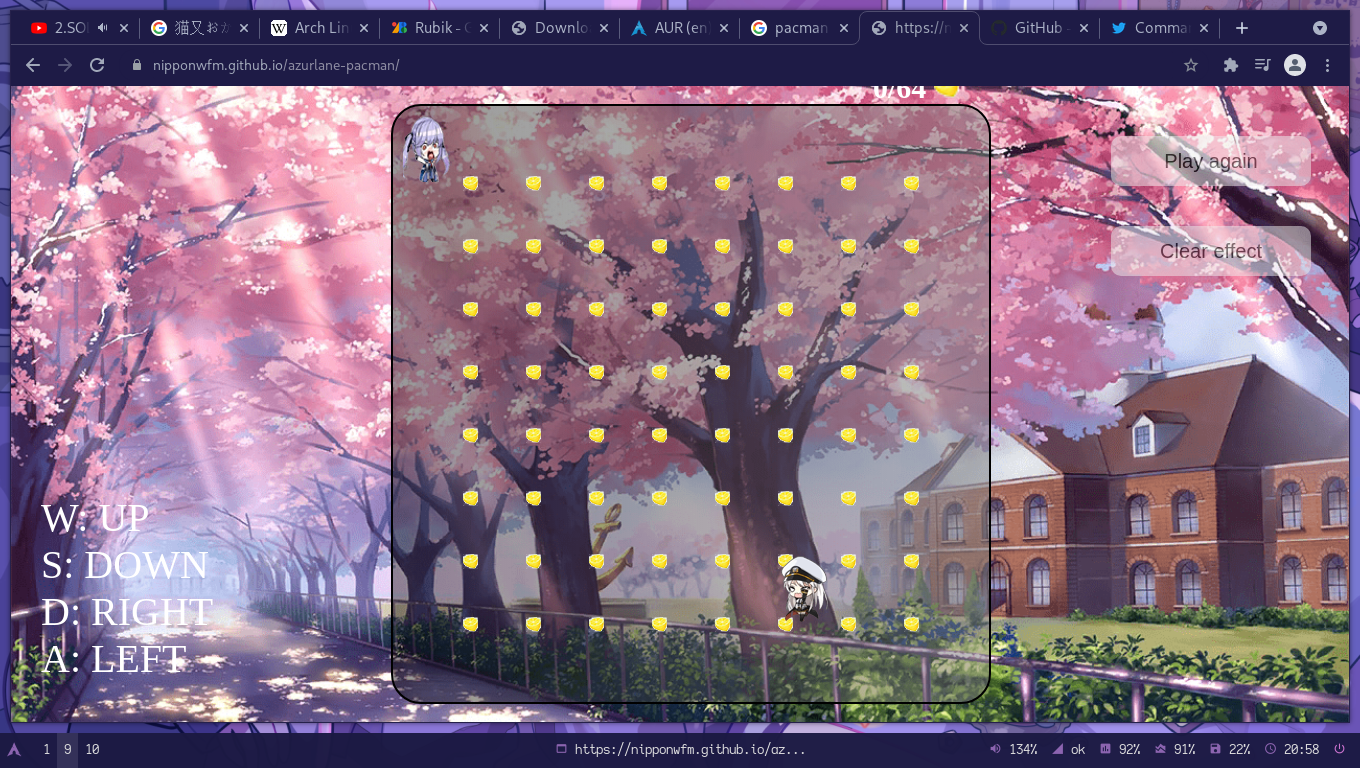 2.SOL
猫又おか
Arch Lin
Rubik - G
Downlo
AUR (en)
pacman
https://n
GitHub -
Comma
nipponwfm.github.io/azurlane-pacman/
0/64
Play again
Clear effect
W: UP
S: DOWN
D: RIGHT
A: LEFT
1 9 10
https://nipponwfm.github.io/az...
134% ok 92% 91% 22% 20:58